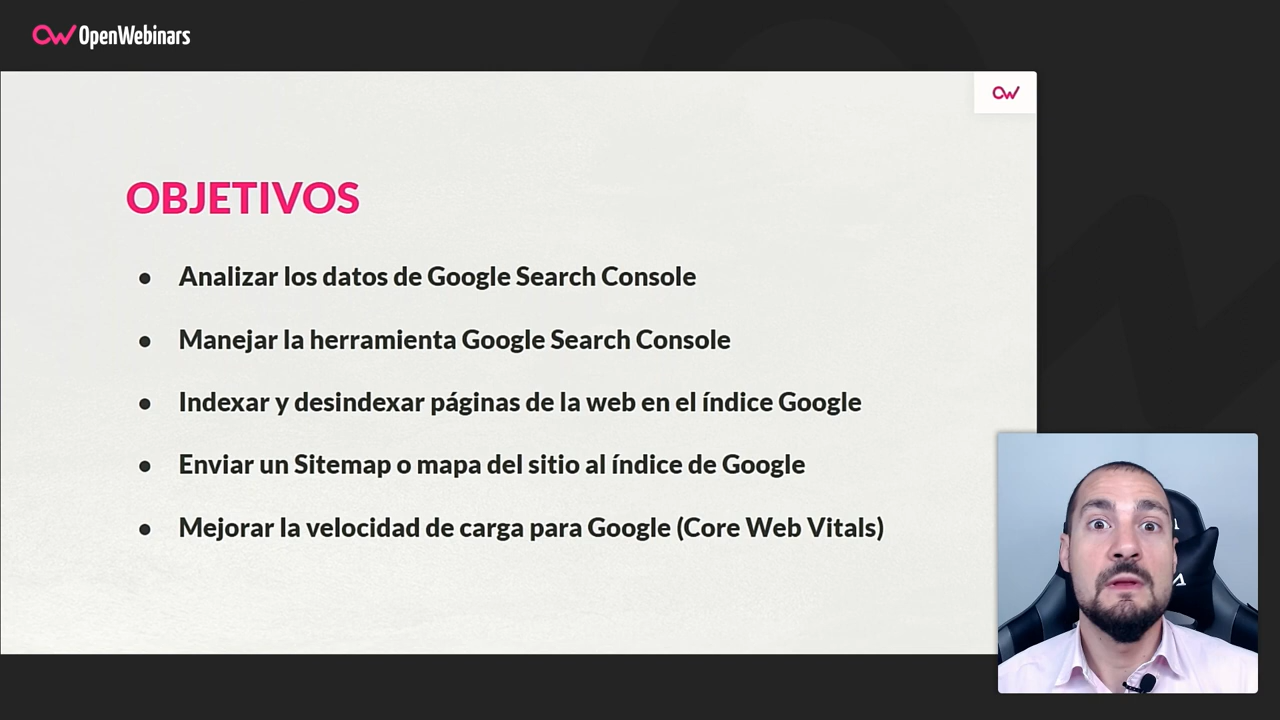 OpenWebinars
OBJETIVOS
● Analizar los datos de Google Search Console
● Manejar la herramienta Google Search Console
● Indexar y desindexar páginas de la web en el índice Google
● Enviar un Sitemap o mapa del sitio al índice de Google
● Mejorar la velocidad de carga para Google (Core Web Vitals)